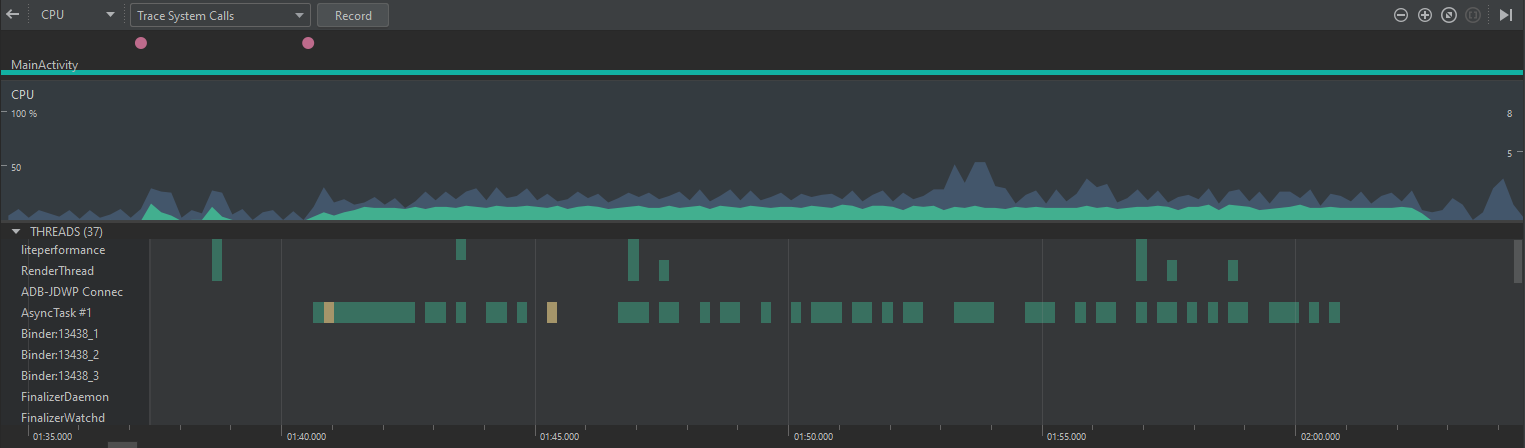 CPU Trace System Calls Record
MainActivity
CPU
100 % 8
50 5
THREADS (37)
liteperformance
RenderThread
ADB-JDWP Connec
AsyncTask #1
Binder:13438_1
Binder:13438_2
Binder:13438_3
FinalizerDaemon
FinalizerWatchd
01:35.000 01:40.000 01:45.000 01:50.000 01:55.000 02:00.000